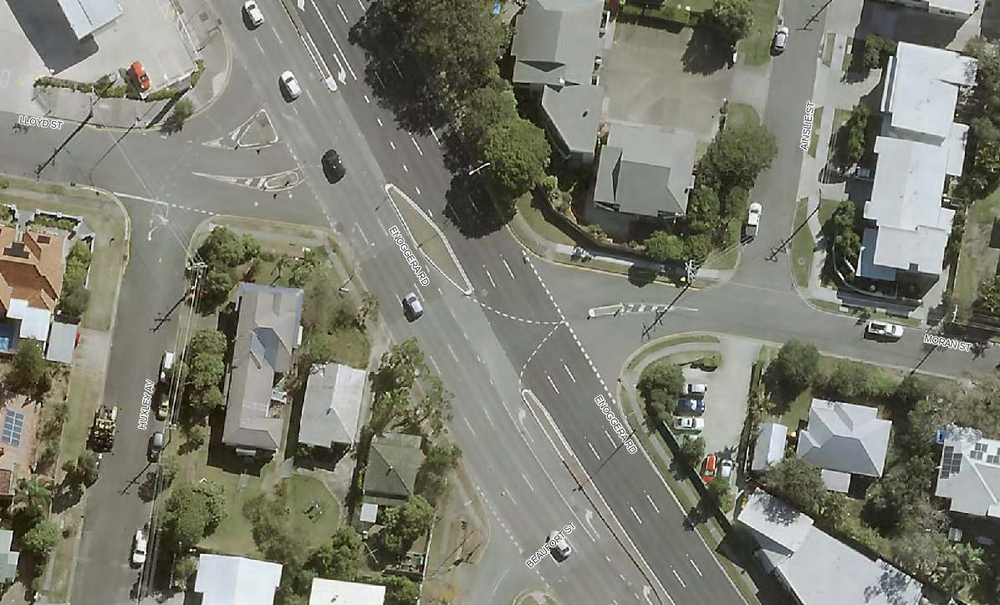 LLOYD ST
AINSLIE ST
ENOGGERA RD
MORAN ST
HUXLEY AV
ENOGGERA RD
BEAUFORT ST